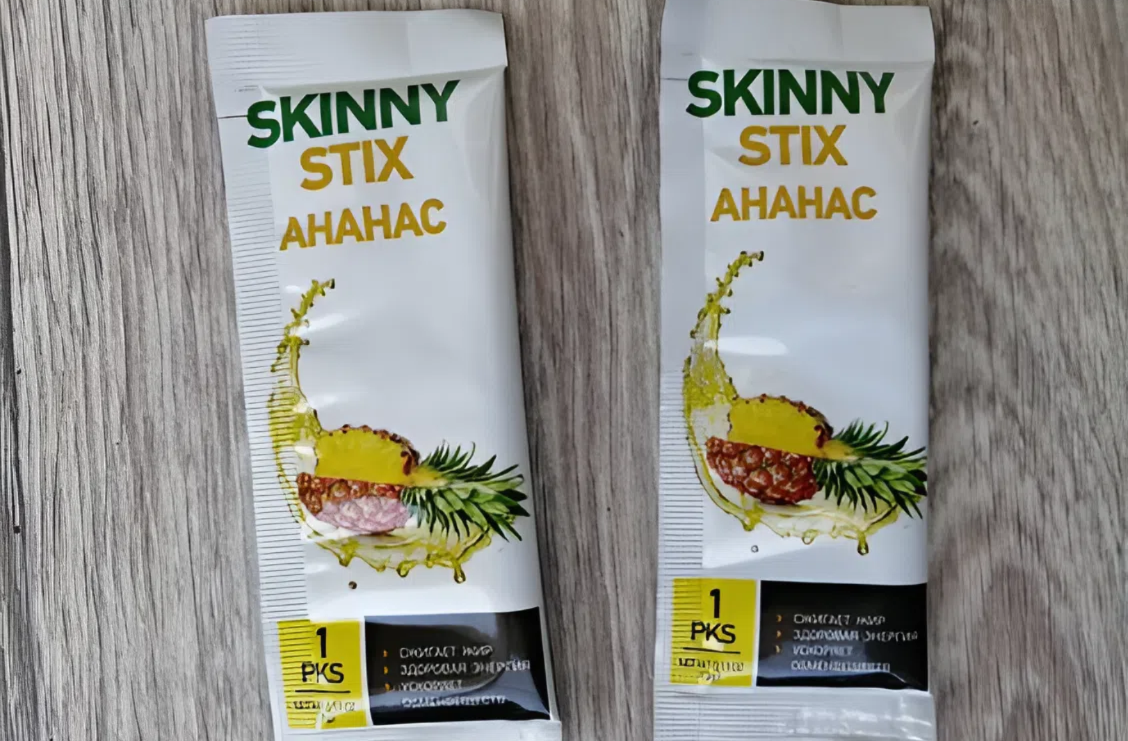 SKINNY
STIX
АНАНАС
1
PKS
СЖИГАЕТ ЖИР
ЗДОРОВАЯ ЭНЕРГИЯ
УСКОРЯЕТ
SKINNY
STIX
АНАНАС
1
PKS
СЖИГАЕТ ЖИР
ЗДОРОВАЯ ЭНЕРГИЯ
УСКОРЯЕТ